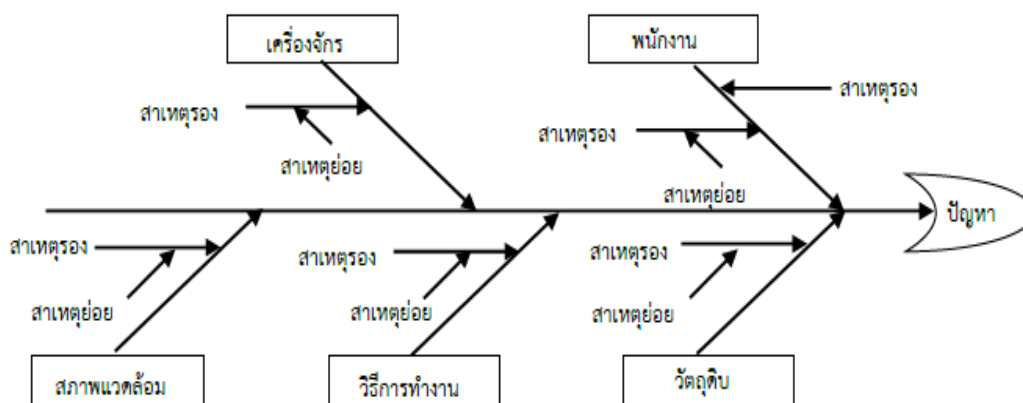 เครื่องจักร
พนักงาน
สาเหตุรอง
สาเหตุรอง
สาเหตุรอง
สาเหตุย่อย
สาเหตุย่อย
ปัญหา
สาเหตุรอง
สาเหตุรอง
สาเหตุรอง
สาเหตุย่อย
สาเหตุย่อย
สาเหตุย่อย
สภาพแวดล้อม
วิธีการทำงาน
วัตถุดิบ